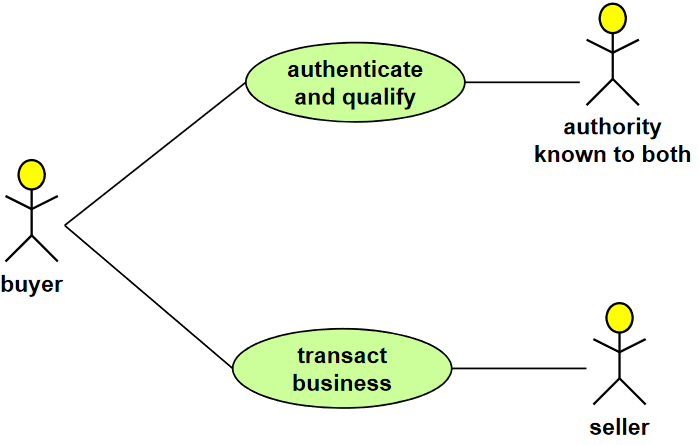 authenticate
and qualify
authority
known to both
buyer
transact
business
seller